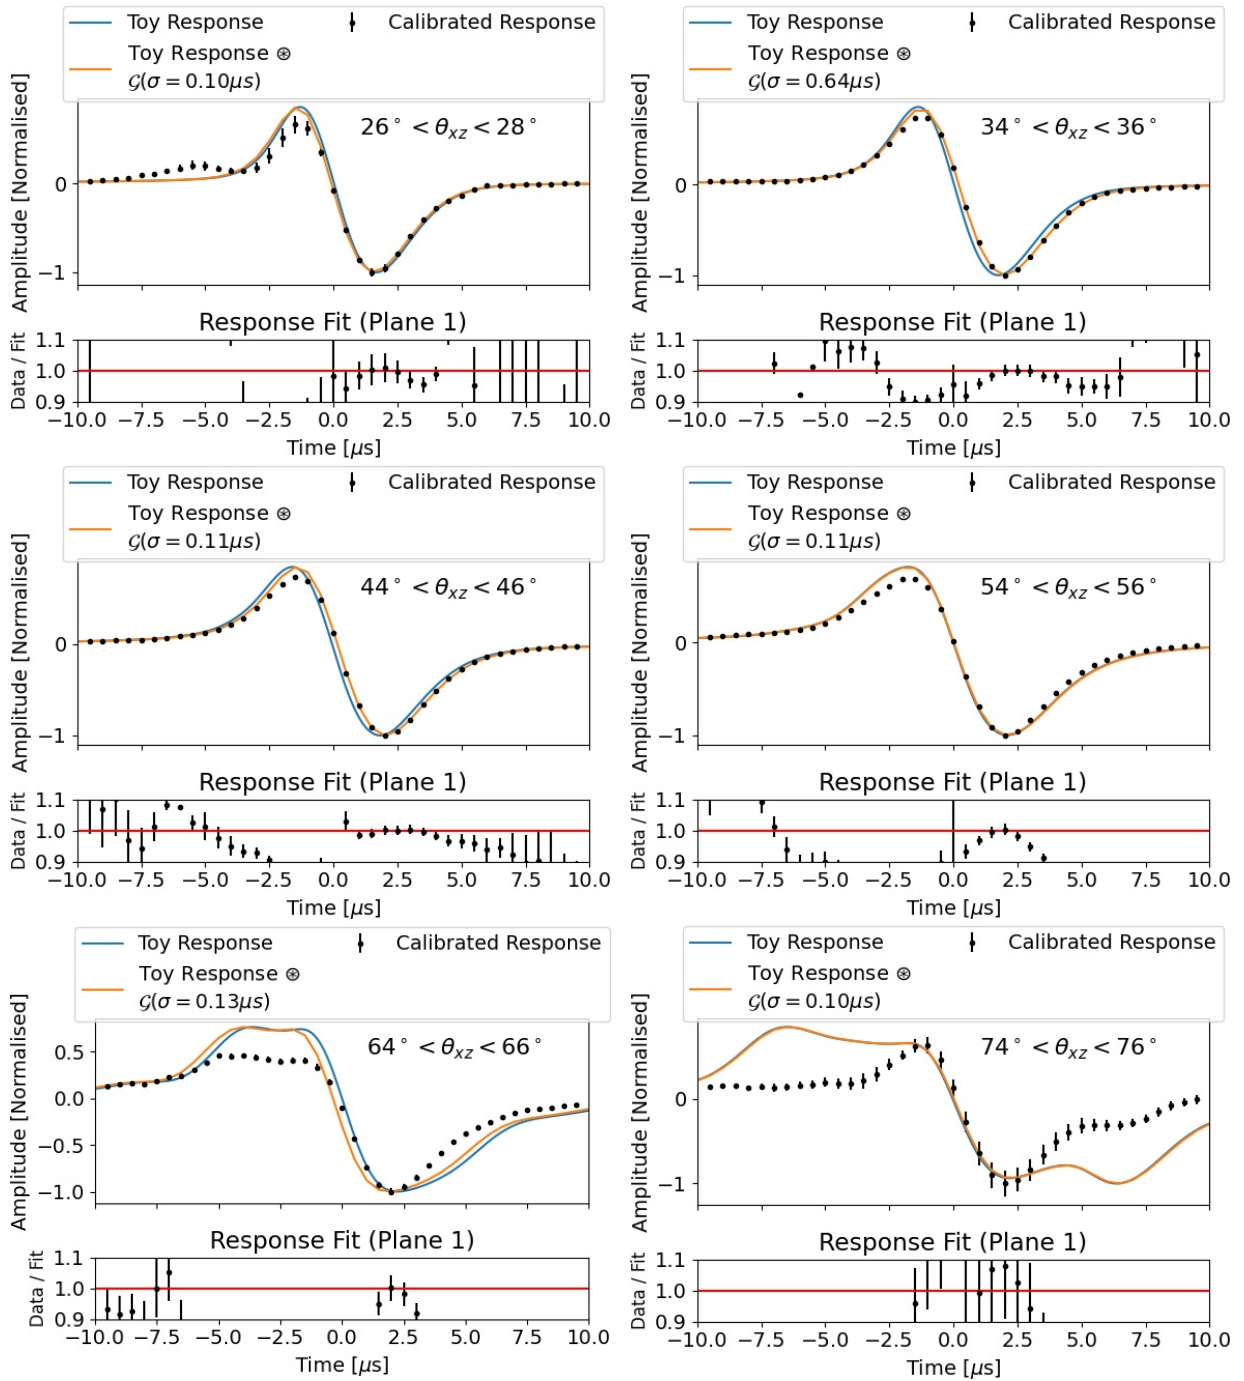 Toy Response
Calibrated Response
Toy Response ⊛
𝒢(σ = 0.10μs)
26° < θxz < 28°
Amplitude [Normalised]
0
−1
Response Fit (Plane 1)
Data / Fit
1.1
1.0
0.9
−10.0 −7.5 −5.0 −2.5 0.0 2.5 5.0 7.5 10.0
Time [μs]
Toy Response
Calibrated Response
Toy Response ⊛
𝒢(σ = 0.64μs)
34° < θxz < 36°
Amplitude [Normalised]
0
−1
Response Fit (Plane 1)
Data / Fit
1.1
1.0
0.9
−10.0 −7.5 −5.0 −2.5 0.0 2.5 5.0 7.5 10.0
Time [μs]
Toy Response
Calibrated Response
Toy Response ⊛
𝒢(σ = 0.11μs)
44° < θxz < 46°
Amplitude [Normalised]
0
−1
Response Fit (Plane 1)
Data / Fit
1.1
1.0
0.9
−10.0 −7.5 −5.0 −2.5 0.0 2.5 5.0 7.5 10.0
Time [μs]
Toy Response
Calibrated Response
Toy Response ⊛
𝒢(σ = 0.11μs)
54° < θxz < 56°
Amplitude [Normalised]
0
−1
Response Fit (Plane 1)
Data / Fit
1.1
1.0
0.9
−10.0 −7.5 −5.0 −2.5 0.0 2.5 5.0 7.5 10.0
Time [μs]
Toy Response
Calibrated Response
Toy Response ⊛
𝒢(σ = 0.13μs)
64° < θxz < 66°
Amplitude [Normalised]
0.5
0.0
−0.5
−1.0
Response Fit (Plane 1)
Data / Fit
1.1
1.0
0.9
−10.0 −7.5 −5.0 −2.5 0.0 2.5 5.0 7.5 10.0
Time [μs]
Toy Response
Calibrated Response
Toy Response ⊛
𝒢(σ = 0.10μs)
74° < θxz < 76°
Amplitude [Normalised]
0
−1
Response Fit (Plane 1)
Data / Fit
1.1
1.0
0.9
−10.0 −7.5 −5.0 −2.5 0.0 2.5 5.0 7.5 10.0
Time [μs]